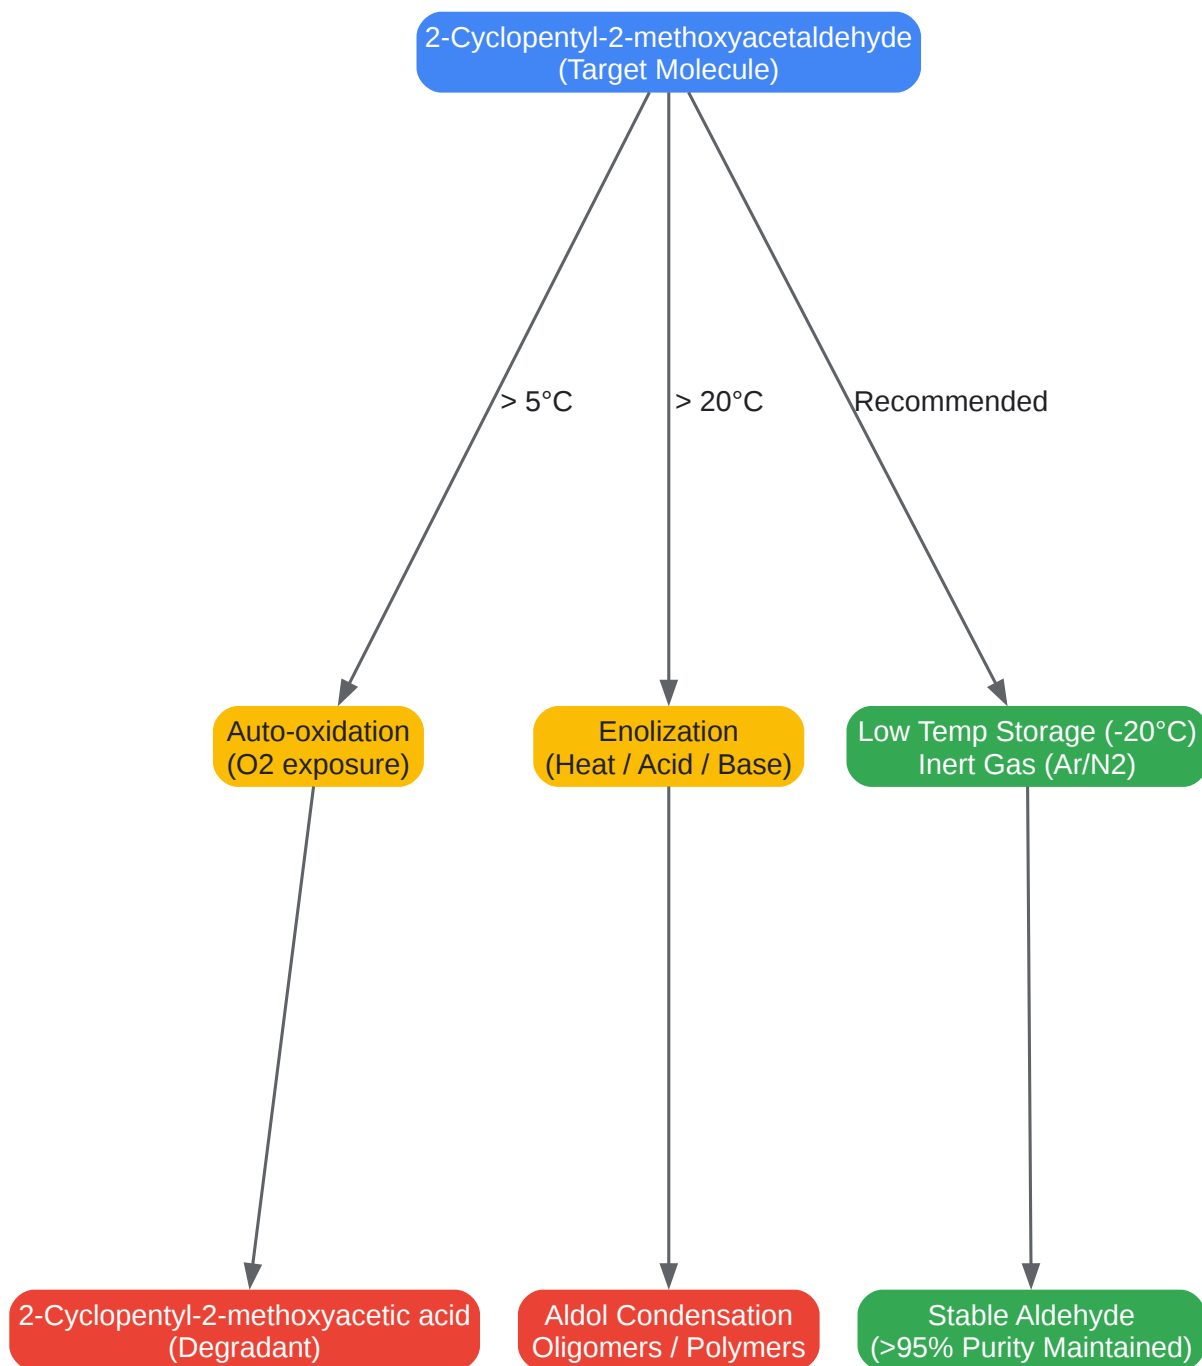 2-Cyclopentyl-2-methoxyacetaldehyde
(Target Molecule)
> 5°C
> 20°C
Recommended
Auto-oxidation
(O2 exposure)
Enolization
(Heat / Acid / Base)
Low Temp Storage (-20°C)
Inert Gas (Ar/N2)
2-Cyclopentyl-2-methoxyacetic acid
(Degradant)
Aldol Condensation
Oligomers / Polymers
Stable Aldehyde
(>95% Purity Maintained)